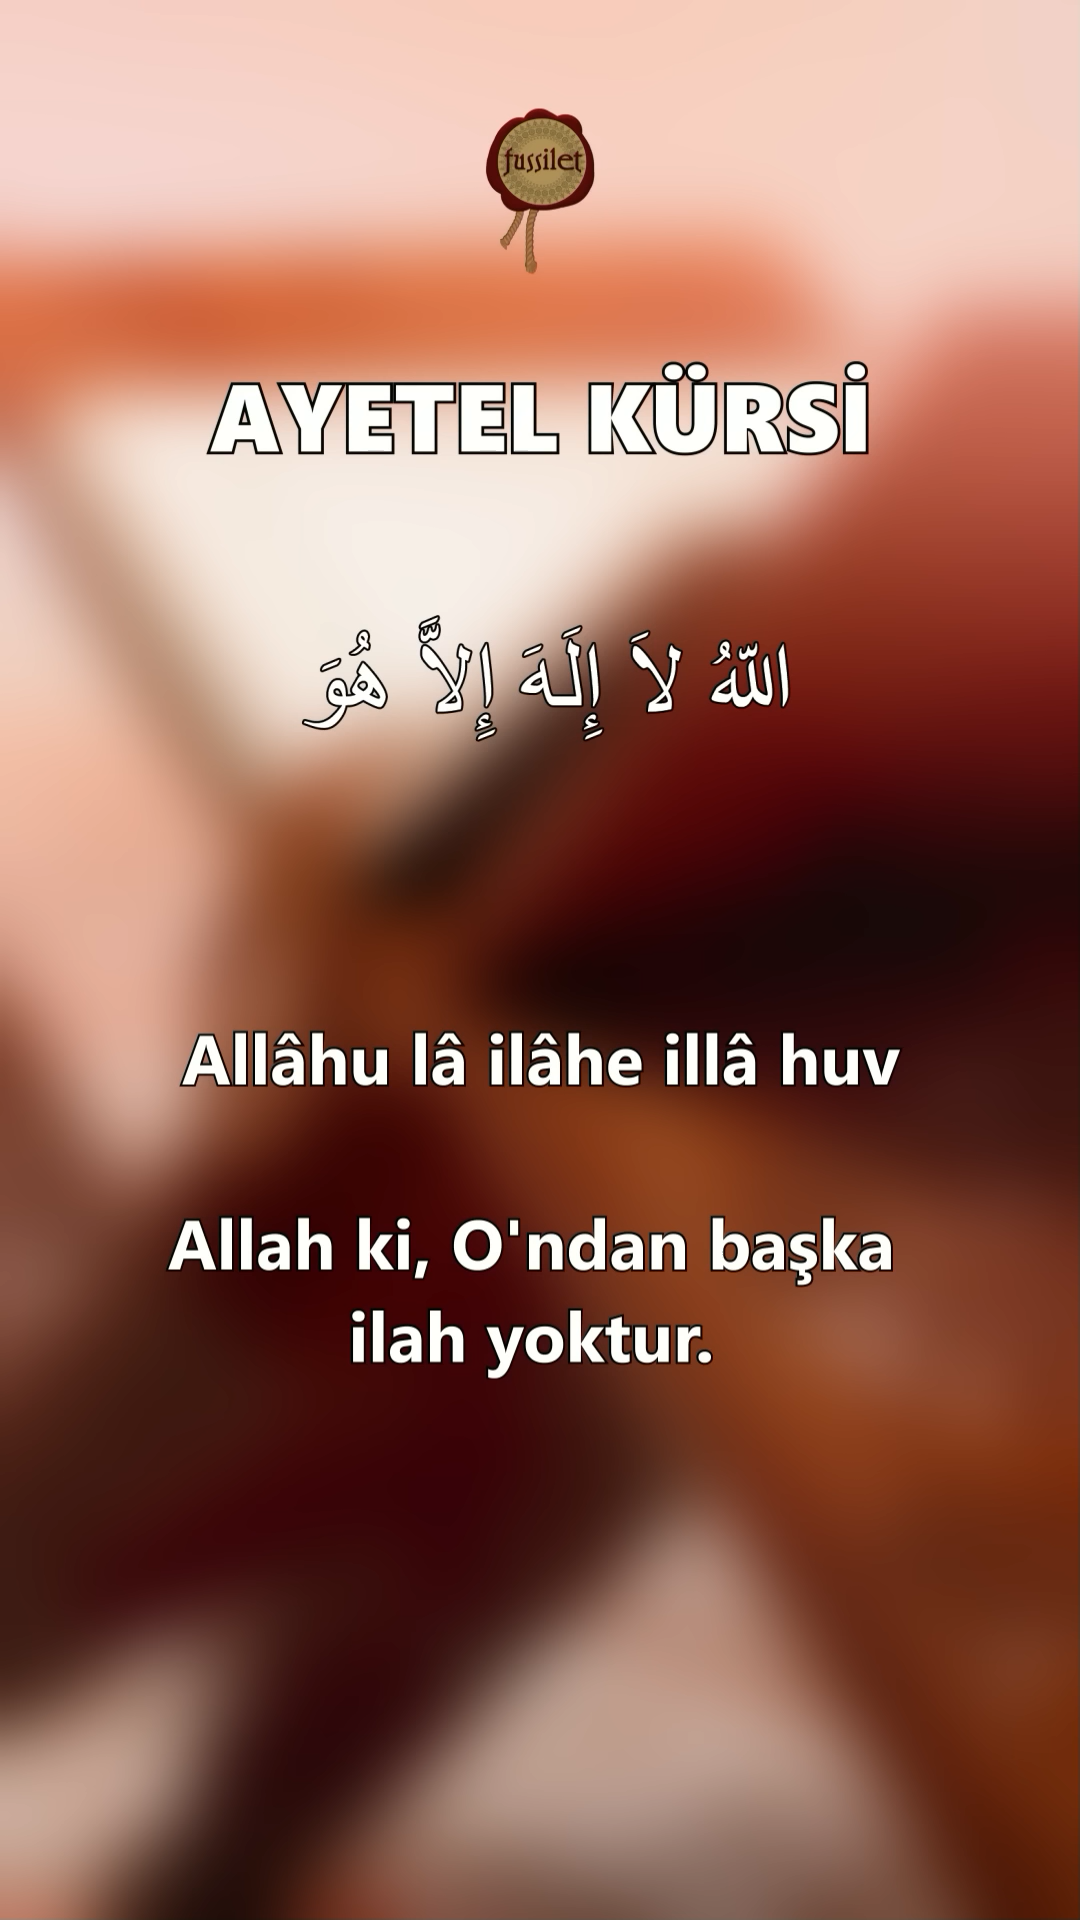 fussilet
AYETEL KÜRSİ
اللّهُ لاَ إِلَـهَ إِلاَّ هُوَ
Allâhu lâ ilâhe illâ huv
Allah ki, O'ndan başka
ilah yoktur.